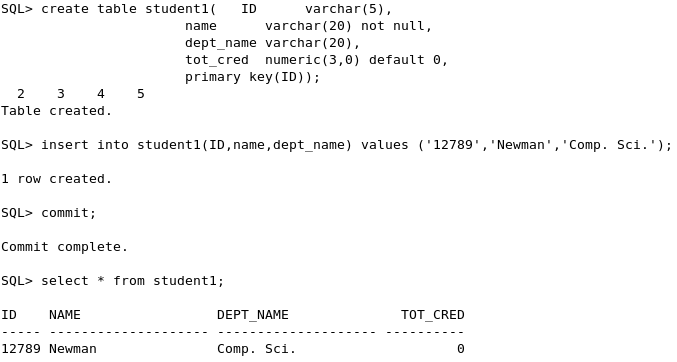 SQL> create table student1(   ID      varchar(5),
                       name      varchar(20) not null,
                       dept_name varchar(20),
                       tot_cred  numeric(3,0) default 0,
                       primary key(ID));
  2    3    4    5
Table created.

SQL> insert into student1(ID,name,dept_name) values ('12789','Newman','Comp. Sci.');

1 row created.

SQL> commit;

Commit complete.

SQL> select * from student1;

ID    NAME                 DEPT_NAME              TOT_CRED
----- -------------------- -------------------- ----------
12789 Newman               Comp. Sci.                    0